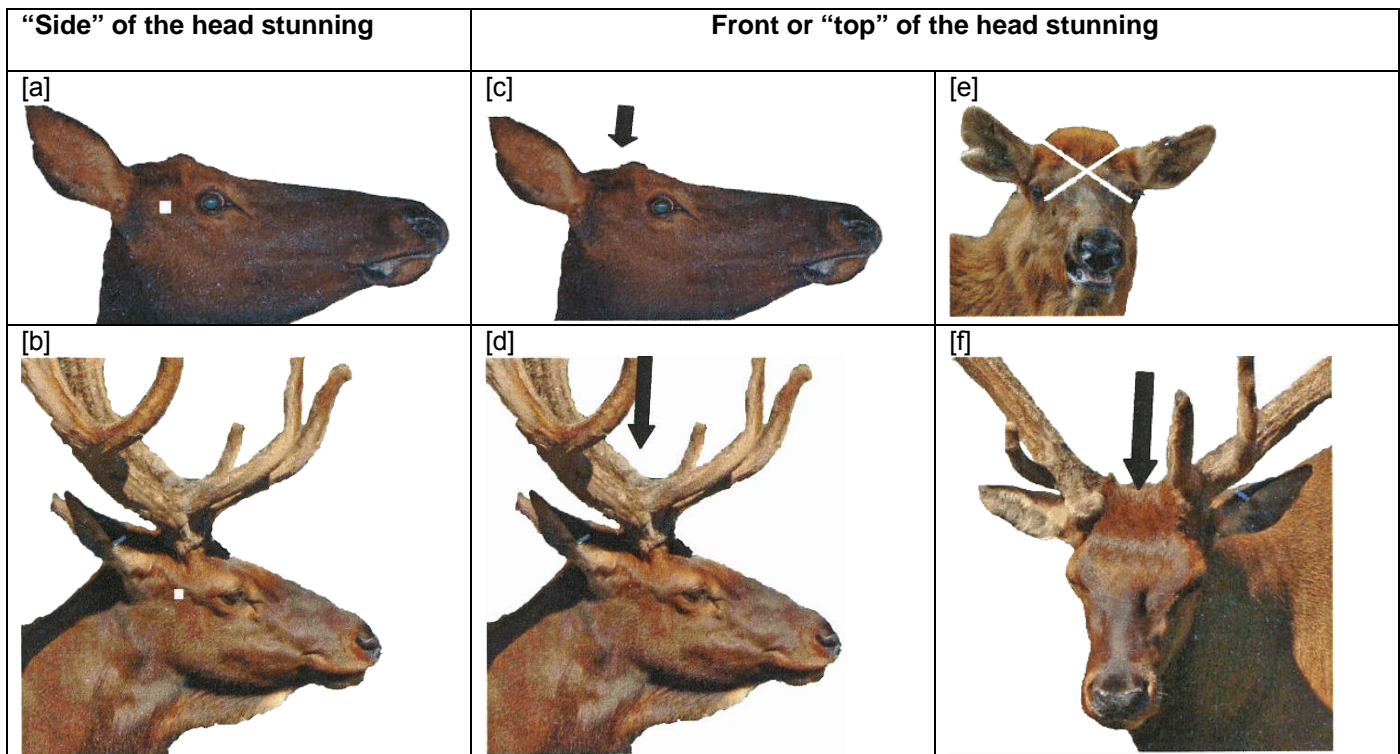 “Side” of the head stunning
Front or “top” of the head stunning
[a]
[c]
[e]
[b]
[d]
[f]